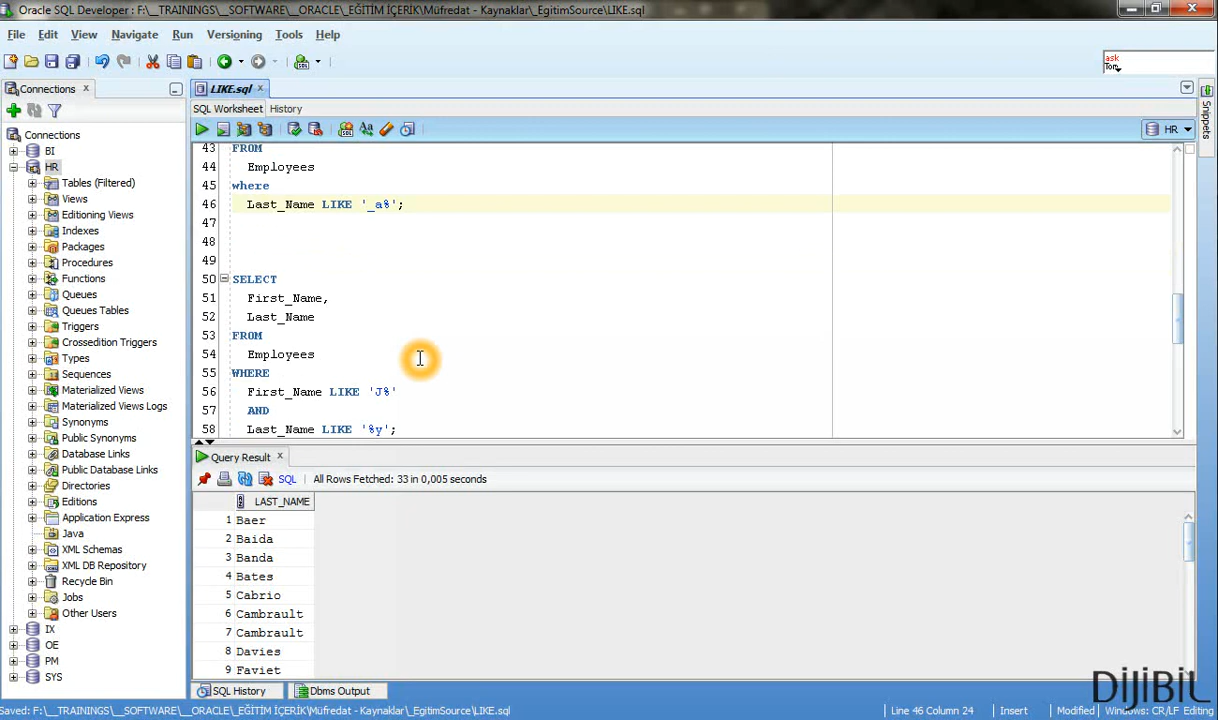 Oracle SQL Developer : F:\__TRAININGS\__SOFTWARE\__ORACLE\_EĞİTİM İÇERİK\Müfredat - Kaynaklar\_EgitimSource\LIKE.sql
File Edit View Navigate Run Versioning Tools Help
ask
Tom
Connections
LIKE.sql
SQL Worksheet History
HR
Snippets
Connections
BI
HR
Tables (Filtered)
Views
Editioning Views
Indexes
Packages
Procedures
Functions
Queues
Queues Tables
Triggers
Crossedition Triggers
Types
Sequences
Materialized Views
Materialized Views Logs
Synonyms
Public Synonyms
Database Links
Public Database Links
Directories
Editions
Application Express
Java
XML Schemas
XML DB Repository
Recycle Bin
Jobs
Other Users
IX
OE
PM
SYS
43 FROM
44 Employees
45 where
46 Last_Name LIKE '_a%';
47
48
49
50 SELECT
51 First_Name,
52 Last_Name
53 FROM
54 Employees
55 WHERE
56 First_Name LIKE 'J%'
57 AND
58 Last_Name LIKE '%y';
Query Result
SQL All Rows Fetched: 33 in 0,005 seconds
LAST_NAME
1 Baer
2 Baida
3 Banda
4 Bates
5 Cabrio
6 Cambrault
7 Cambrault
8 Davies
9 Faviet
SQL History Dbms Output
DijiBiL
Saved: F:\__TRAININGS\__SOFTWARE\__ORACLE\_EĞİTİM İÇERİK\Müfredat - Kaynaklar\_EgitimSource\LIKE.sql
Line 46 Column 24 Insert Modified Windows: CR/LF Editing